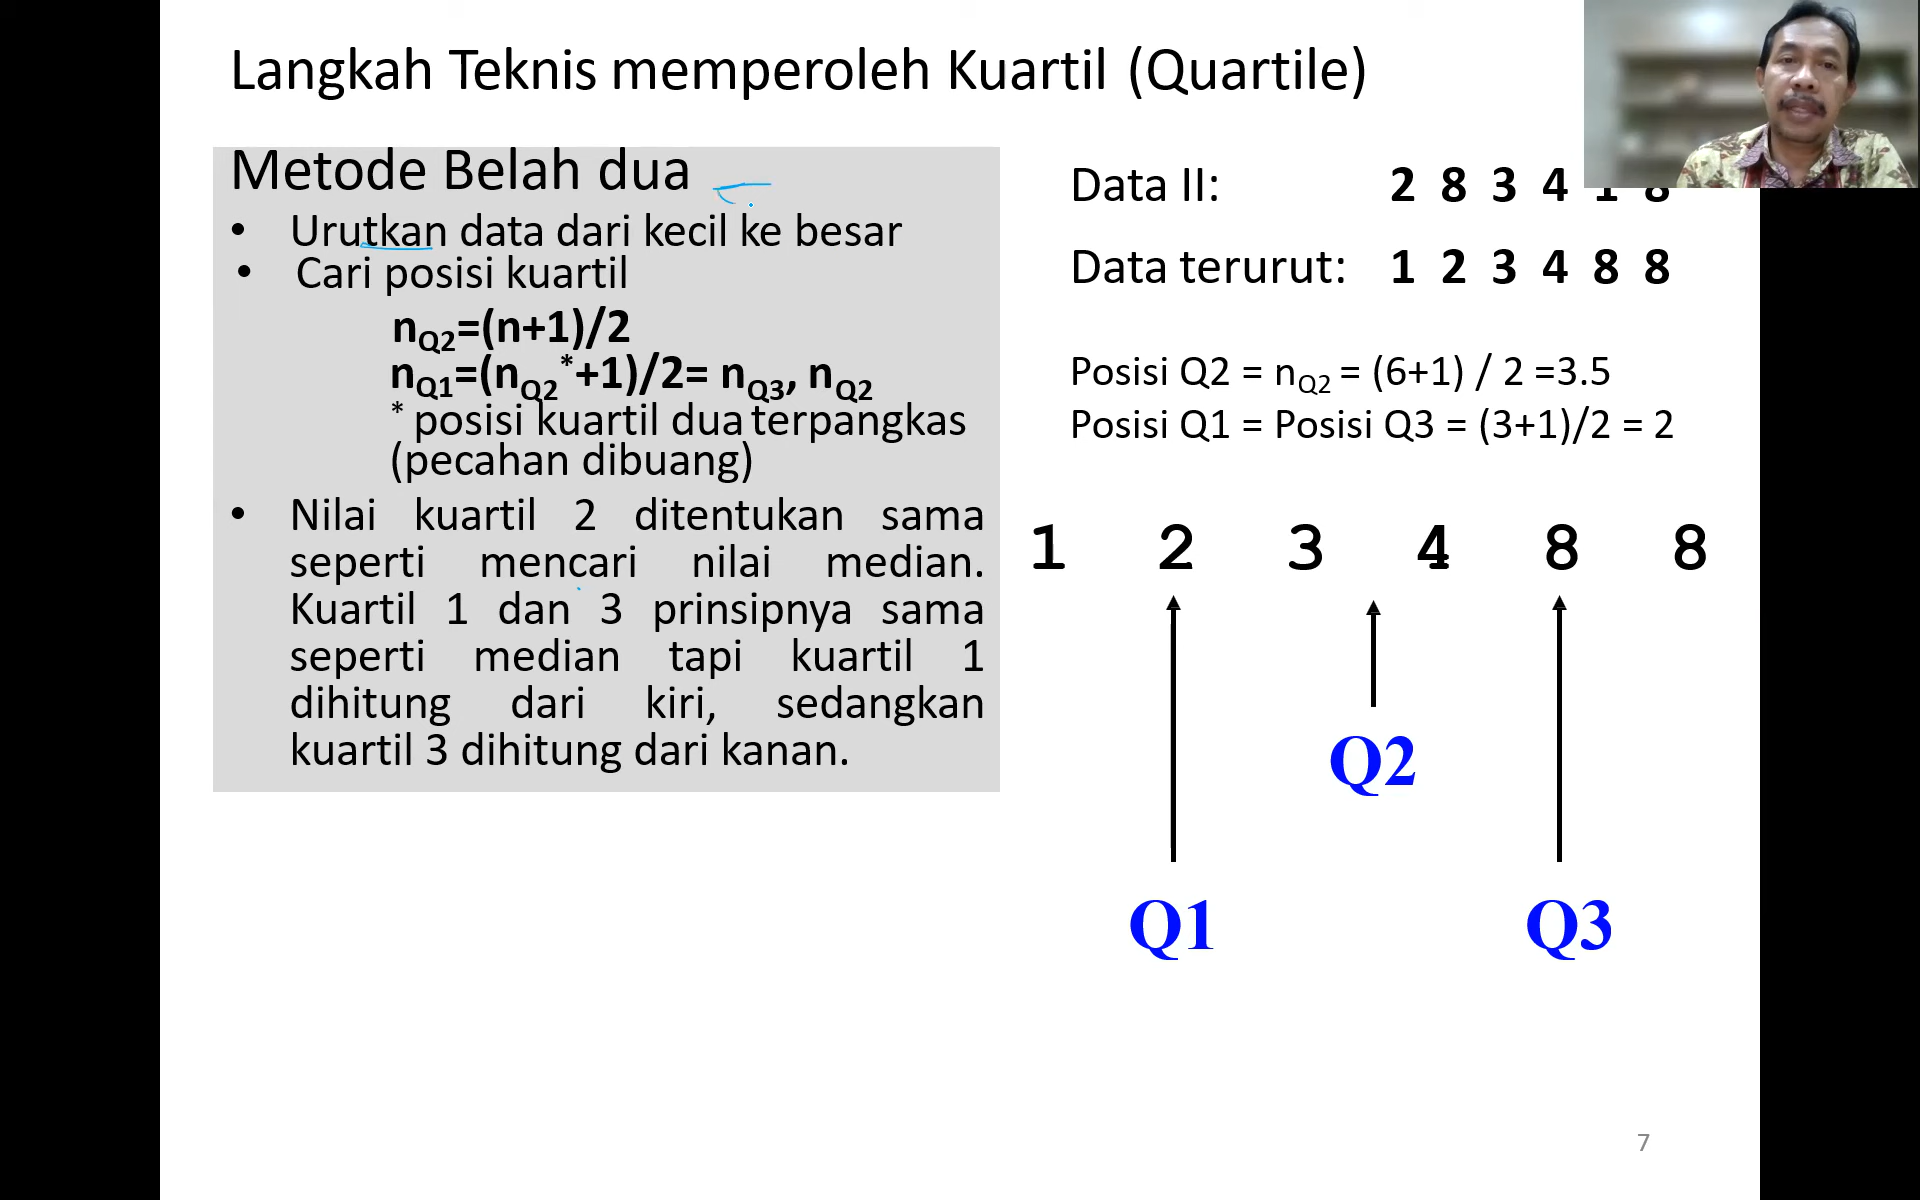 Langkah Teknis memperoleh Kuartil (Quartile)
Metode Belah dua
• Urutkan data dari kecil ke besar
• Cari posisi kuartil
nQ2=(n+1)/2
nQ1=(nQ2*+1)/2= nQ3, nQ2
* posisi kuartil dua terpangkas
(pecahan dibuang)
• Nilai kuartil 2 ditentukan sama
seperti mencari nilai median.
Kuartil 1 dan 3 prinsipnya sama
seperti median tapi kuartil 1
dihitung dari kiri, sedangkan
kuartil 3 dihitung dari kanan.
Data II: 2 8 3 4 1 8
Data terurut: 1 2 3 4 8 8
Posisi Q2 = nQ2 = (6+1) / 2 =3.5
Posisi Q1 = Posisi Q3 = (3+1)/2 = 2
1 2 3 4 8 8
Q2
Q1 Q3
7